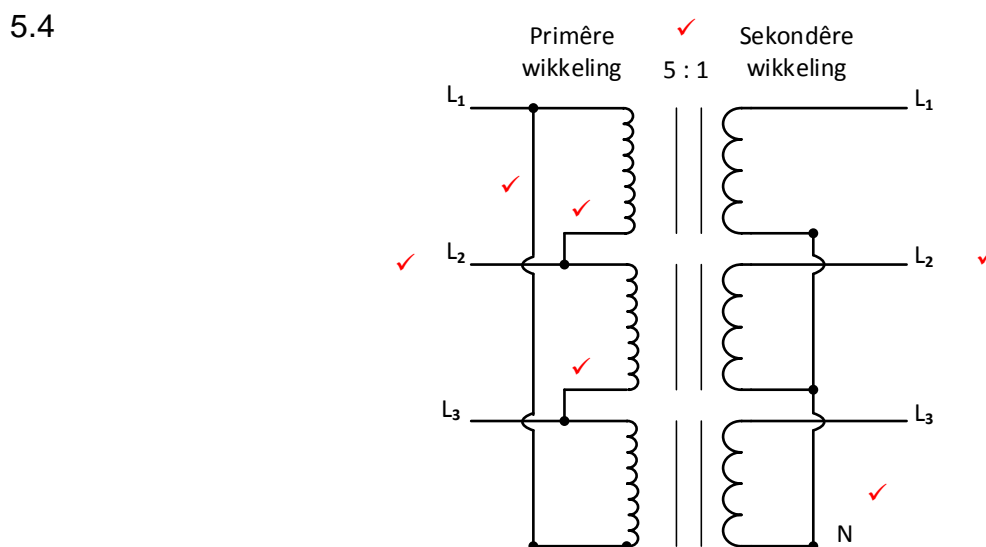 5.4
Primêre
wikkeling
5 : 1
Sekondêre
wikkeling
L₁
L₁
L₂
L₂
L₃
L₃
N